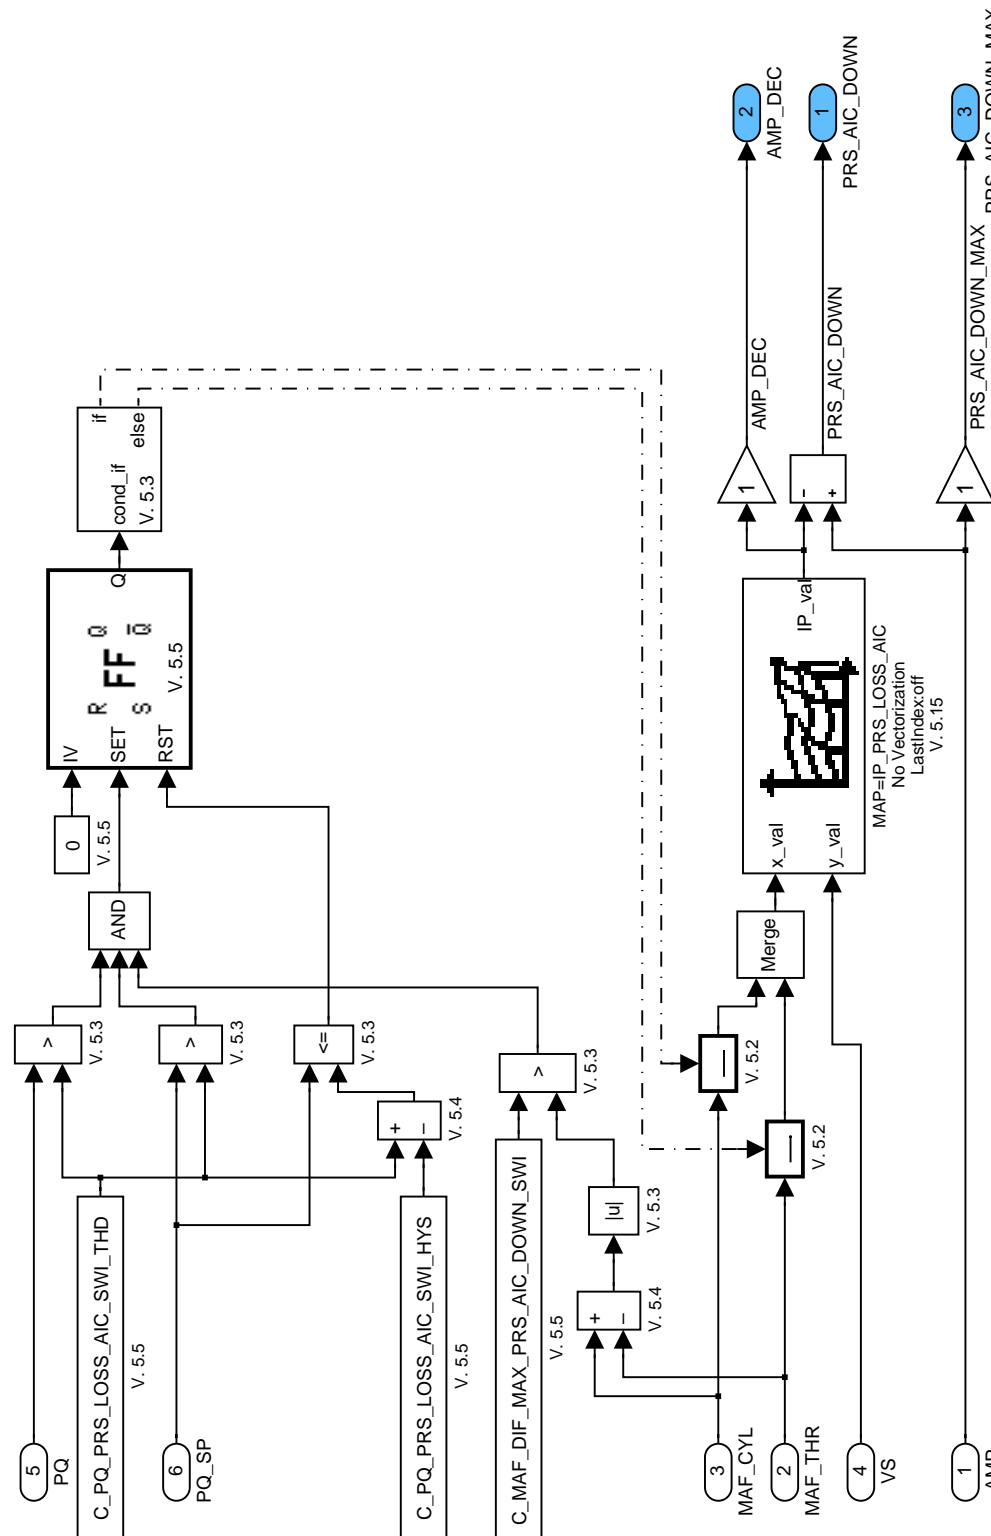 5
PQ
C_PQ_PRS_LOSS_AIC_SWI_THD
V. 5.5
6
PQ_SP
C_PQ_PRS_LOSS_AIC_SWI_HYS
V. 5.5
C_MAF_DIF_MAX_PRS_AIC_DOWN_SWI
V. 5.5
3
MAF_CYL
2
MAF_THR
4
VS
1
>
V. 5.3
>
V. 5.3
<=
V. 5.3
+
−
V. 5.4
>
V. 5.3
+
−
V. 5.4
|u|
V. 5.3
V. 5.2
V. 5.2
AND
0
V. 5.5
IV
SET
RST
R
S
FF
Q
Q̅
Q
V. 5.5
cond_if
V. 5.3
if
else
Merge
x_val
y_val
IP_val
MAP=IP_PRS_LOSS_AIC
No Vectorization
LastIndex:off
V. 5.15
1
AMP_DEC
-
+
PRS_AIC_DOWN
1
PRS_AIC_DOWN_MAX
2
AMP_DEC
1
PRS_AIC_DOWN
3
PRS_AIC_DOWN_MAX